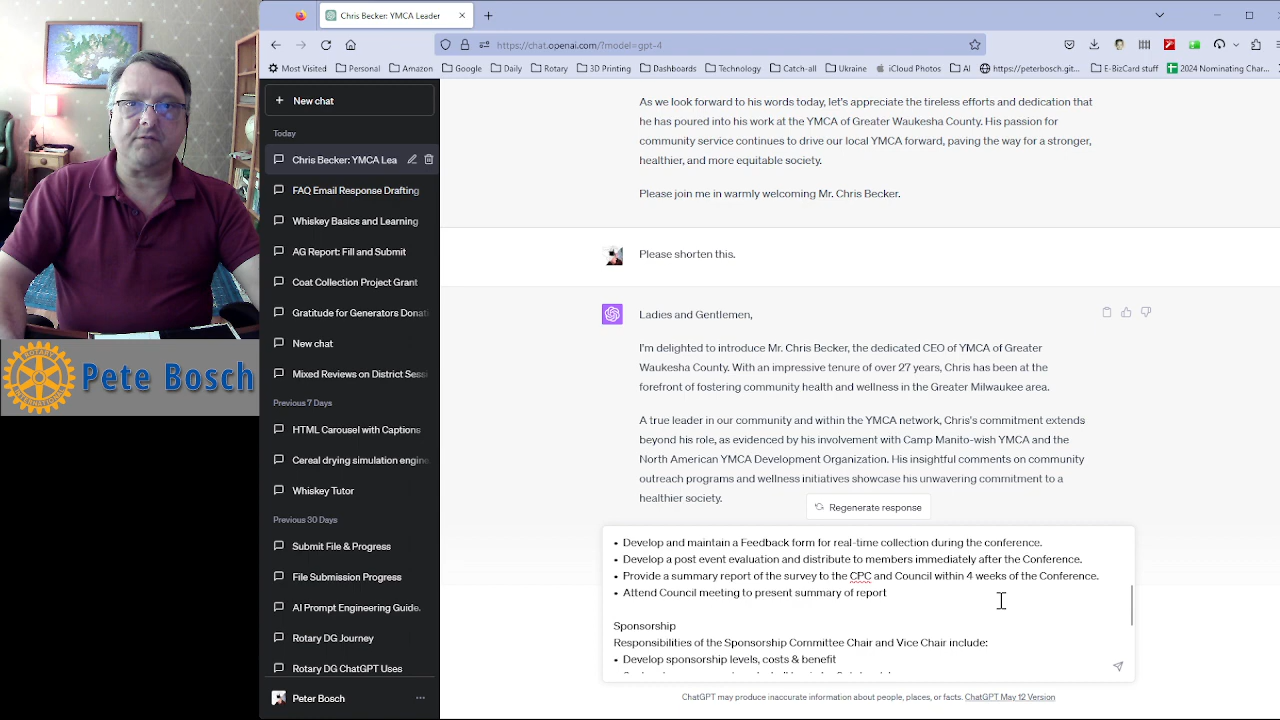 Chris Becker: YMCA Leader
https://chat.openai.com/?model=gpt-4
Most Visited
Personal
Amazon
Google
Daily
Rotary
3D Printing
Dashboards
Technology
Catch all
Ukraine
iCloud Photos
AI
https://peterbosch.git...
BizCard stuff
2024 Nominating Char...
New chat
Today
Chris Becker: YMCA Lea
FAQ Email Response Drafting
Whiskey Basics and Learning
AG Report: Fill and Submit
Coat Collection Project Grant
Gratitude for Generators Donati
New chat
Mixed Reviews on District Sessi
Previous 7 Days
HTML Carousel with Captions
Cereal drying simulation engine.
Whiskey Tutor
Previous 30 Days
Submit File & Progress
File Submission Progress
AI Prompt Engineering Guide.
Rotary DG Journey
Rotary DG ChatGPT Uses
Peter Bosch
ROTARY
INTERNATIONAL
Pete Bosch
As we look forward to his words today, let's appreciate the tireless efforts and dedication that
he has poured into his work at the YMCA of Greater Waukesha County. His passion for
community service continues to drive our local YMCA forward, paving the way for a stronger,
healthier, and more equitable society.
Please join me in warmly welcoming Mr. Chris Becker.
Please shorten this.
Ladies and Gentlemen,
I'm delighted to introduce Mr. Chris Becker, the dedicated CEO of YMCA of Greater
Waukesha County. With an impressive tenure of over 27 years, Chris has been at the
forefront of fostering community health and wellness in the Greater Milwaukee area.
A true leader in our community and within the YMCA network, Chris's commitment extends
beyond his role, as evidenced by his involvement with Camp Manito-wish YMCA and the
North American YMCA Development Organization. His insightful comments on community
outreach programs and wellness initiatives showcase his unwavering commitment to a
healthier society.
Regenerate response
• Develop and maintain a Feedback form for real-time collection during the conference.
• Develop a post event evaluation and distribute to members immediately after the Conference.
• Provide a summary report of the survey to the CPC and Council within 4 weeks of the Conference.
• Attend Council meeting to present summary of report
Sponsorship
Responsibilities of the Sponsorship Committee Chair and Vice Chair include:
• Develop sponsorship levels, costs & benefit
ChatGPT may produce inaccurate information about people, places, or facts. ChatGPT May 12 Version